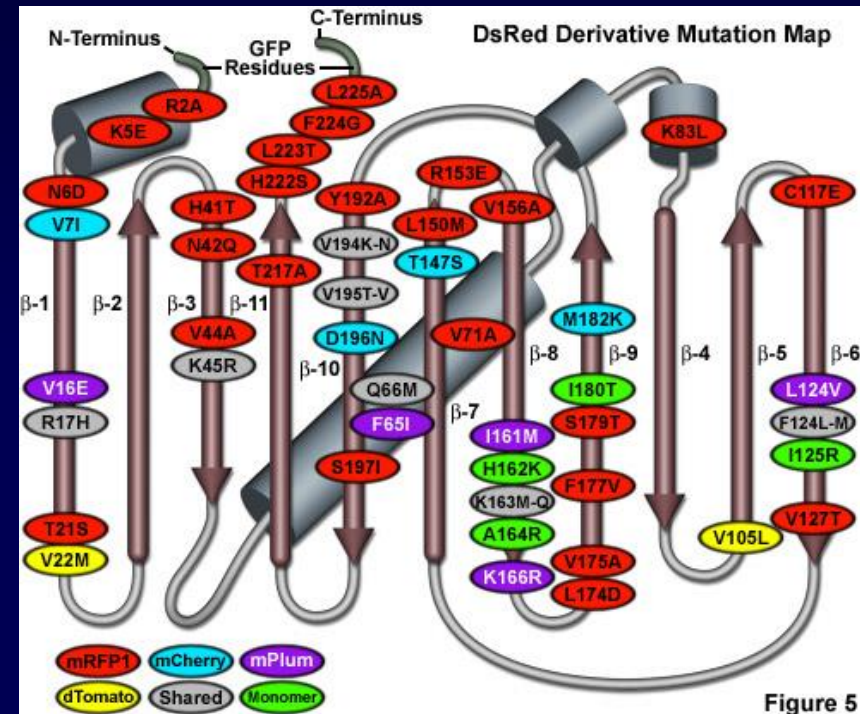 C-Terminus
N-Terminus
GFP
Residues
DsRed Derivative Mutation Map
L225A
R2A
F224G
K5E
K83L
L223T
H222S
R153E
N6D
H41T
Y192A
V156A
C117E
V7I
L150M
N42Q
V194K-N
T147S
T217A
V195T-V
β-1
β-2
β-3
β-11
M182K
V44A
D196N
V71A
K45R
β-10
β-8
β-9
β-4
β-5
β-6
V16E
Q66M
I180T
L124V
R17H
F65I
β-7
S179T
F124L-M
I161M
I125R
S197I
H162K
K163M-Q
F177V
T21S
A164R
V127T
V22M
V105L
K166R
V175A
L174D
mRFP1
mCherry
mPlum
dTomato
Shared
Monomer
Figure 5